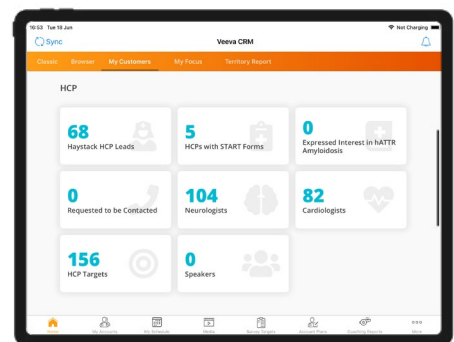 16:53 Tue 18 Jun
Not Charging
Sync
Veeva CRM
Classic Browser My Customers My Focus Territory Report
HCP
68
Haystack HCP Leads
5
HCPs with START Forms
0
Expressed Interest in hATTR
Amyloidosis
0
Requested to be Contacted
104
Neurologists
82
Cardiologists
156
HCP Targets
0
Speakers
Home My Accounts My Schedule Media Survey Targets Account Plans Coaching Reports More